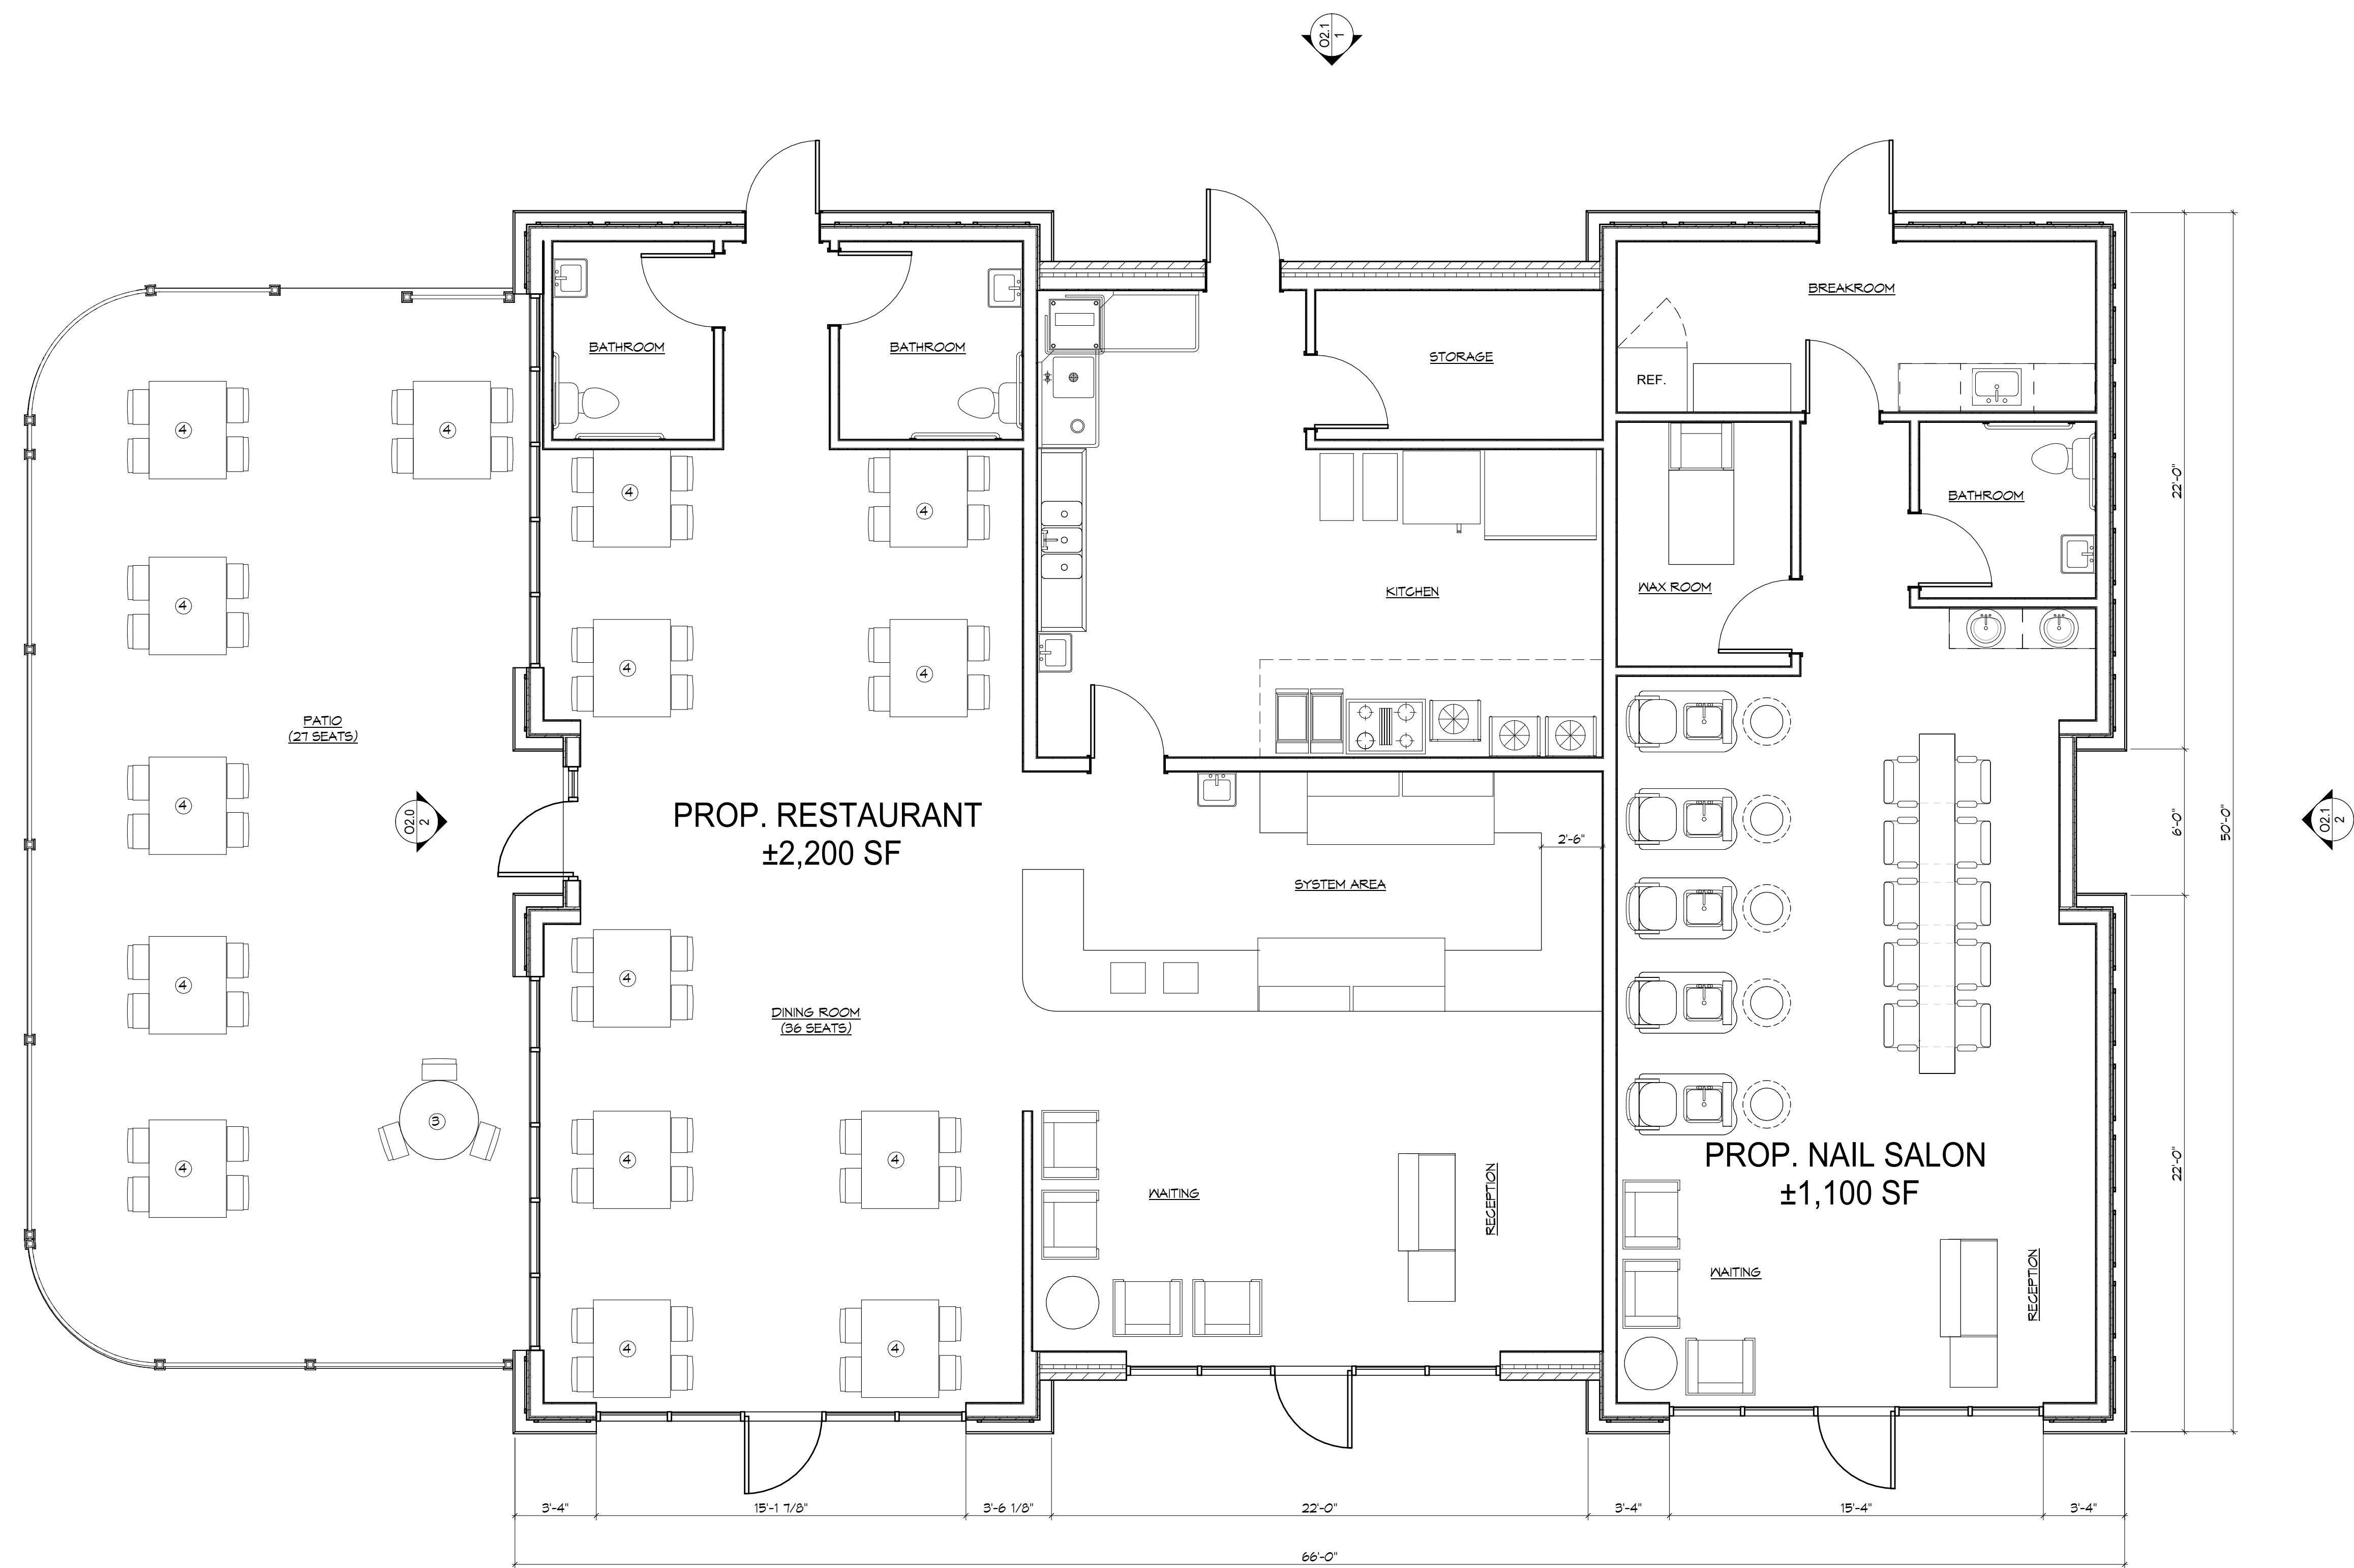 O2.1
1
BREAKROOM
BATHROOM
BATHROOM
STORAGE
REF.
4
4
4
4
BATHROOM
22'-0"
KITCHEN
WAX ROOM
4
4
4
PATIO
(27 SEATS)
4
O2.0
2
PROP. RESTAURANT
±2,200 SF
2'-6"
SYSTEM AREA
6'-0"
50'-0"
O2.1
2
4
4
DINING ROOM
(36 SEATS)
3
4
4
4
WAITING
RECEPTION
PROP. NAIL SALON
±1,100 SF
22'-0"
WAITING
RECEPTION
4
4
3'-4"
15'-1 7/8"
3'-6 1/8"
22'-0"
3'-4"
15'-4"
3'-4"
66'-0"